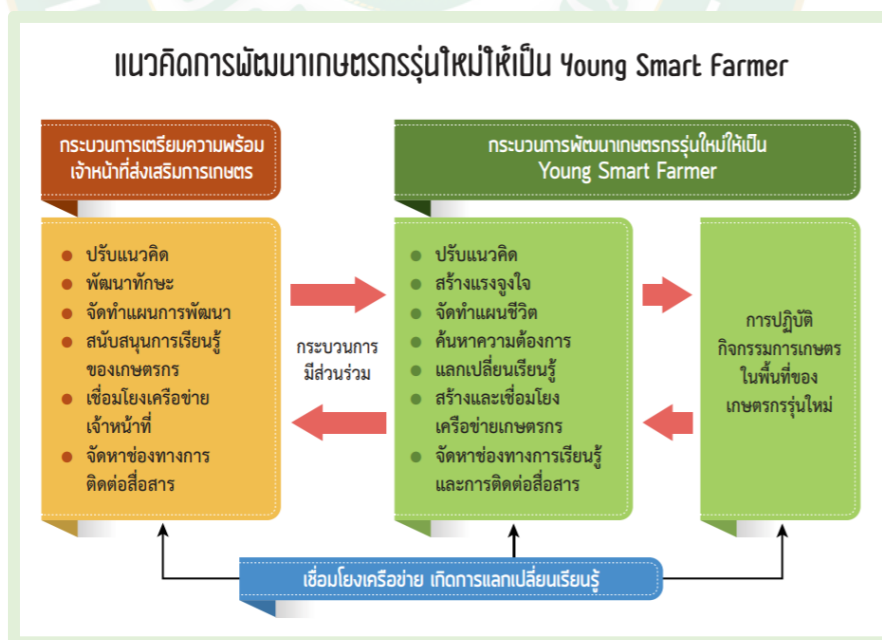 แนวคิดการพัฒนาเกษตรกรรุ่นใหม่ให้เป็น Young Smart Farmer
กระบวนการเตรียมความพร้อม
เจ้าหน้าที่ส่งเสริมการเกษตร
กระบวนการพัฒนาเกษตรกรรุ่นใหม่ให้เป็น
Young Smart Farmer
● ปรับแนวคิด
● พัฒนาทักษะ
● จัดทำแผนการพัฒนา
● สนับสนุนการเรียนรู้
ของเกษตรกร
● เชื่อมโยงเครือข่าย
เจ้าหน้าที่
● จัดหาช่องทางการ
ติดต่อสื่อสาร
กระบวนการ
มีส่วนร่วม
● ปรับแนวคิด
● สร้างแรงจูงใจ
● จัดทำแผนชีวิต
● ค้นหาความต้องการ
● แลกเปลี่ยนเรียนรู้
● สร้างและเชื่อมโยง
เครือข่ายเกษตรกร
● จัดหาช่องทางการเรียนรู้
และการติดต่อสื่อสาร
การปฏิบัติ
กิจกรรมการเกษตร
ในพื้นที่ของ
เกษตรกรรุ่นใหม่
เชื่อมโยงเครือข่าย เกิดการแลกเปลี่ยนเรียนรู้